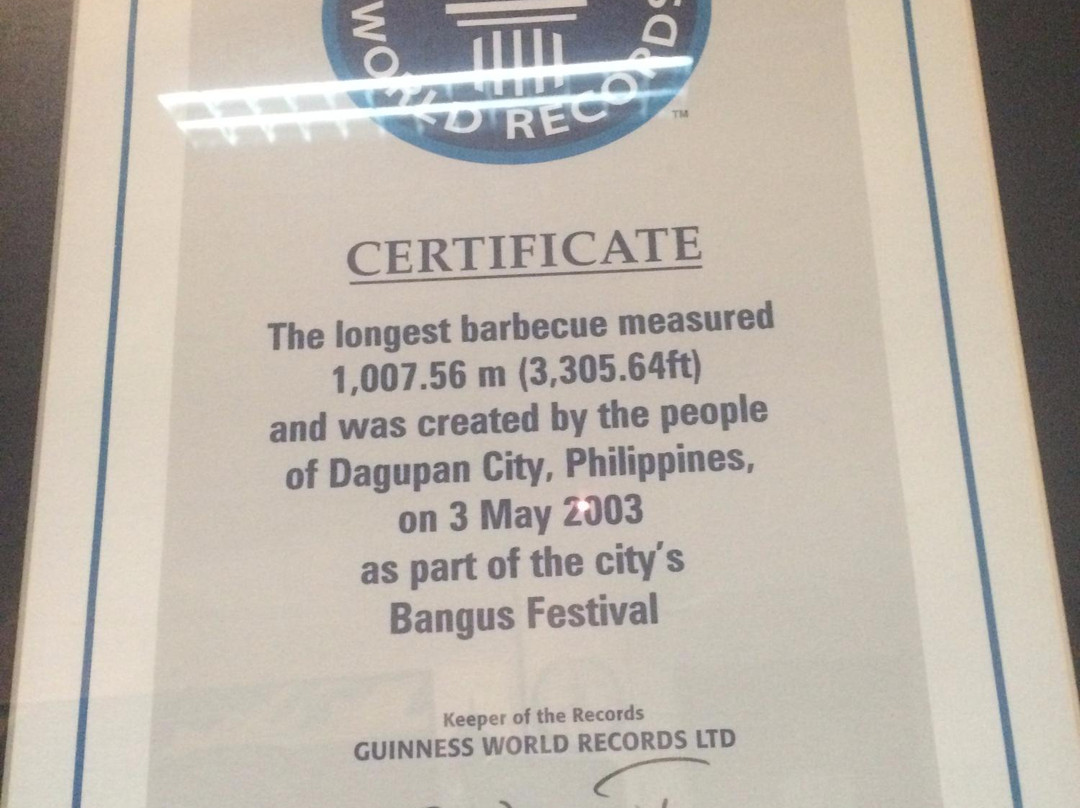 WORLD RECORDS
TM
CERTIFICATE
The longest barbecue measured
1,007.56 m (3,305.64ft)
and was created by the people
of Dagupan City, Philippines,
on 3 May 2003
as part of the city's
Bangus Festival
Keeper of the Records
GUINNESS WORLD RECORDS LTD